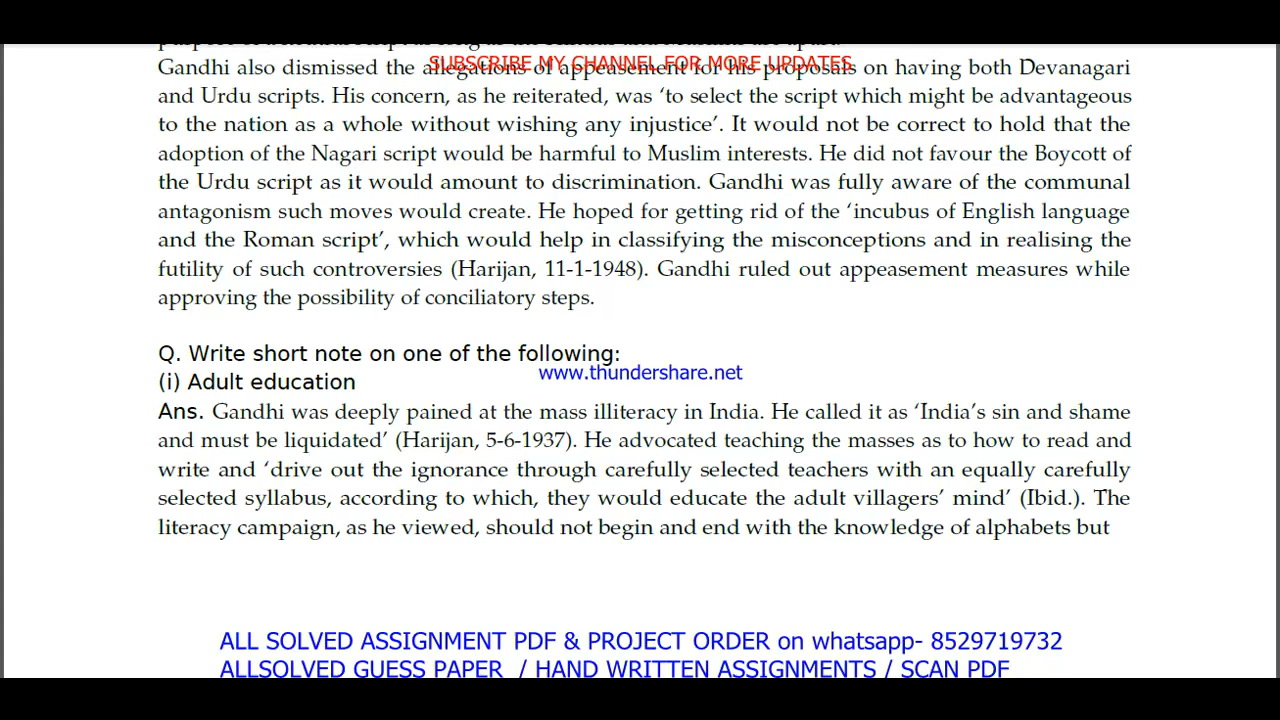 Gandhi also dismissed the allegations of appeasement for his proposals on having both Devanagari
SUBSCRIBE MY CHANNEL FOR MORE UPDATES
and Urdu scripts. His concern, as he reiterated, was ‘to select the script which might be advantageous
to the nation as a whole without wishing any injustice’. It would not be correct to hold that the
adoption of the Nagari script would be harmful to Muslim interests. He did not favour the Boycott of
the Urdu script as it would amount to discrimination. Gandhi was fully aware of the communal
antagonism such moves would create. He hoped for getting rid of the ‘incubus of English language
and the Roman script’, which would help in classifying the misconceptions and in realising the
futility of such controversies (Harijan, 11-1-1948). Gandhi ruled out appeasement measures while
approving the possibility of conciliatory steps.
Q. Write short note on one of the following:
www.thundershare.net
(i) Adult education
Ans. Gandhi was deeply pained at the mass illiteracy in India. He called it as ‘India’s sin and shame
and must be liquidated’ (Harijan, 5-6-1937). He advocated teaching the masses as to how to read and
write and ‘drive out the ignorance through carefully selected teachers with an equally carefully
selected syllabus, according to which, they would educate the adult villagers’ mind’ (Ibid.). The
literacy campaign, as he viewed, should not begin and end with the knowledge of alphabets but
ALL SOLVED ASSIGNMENT PDF & PROJECT ORDER on whatsapp- 8529719732
ALLSOLVED GUESS PAPER / HAND WRITTEN ASSIGNMENTS / SCAN PDF